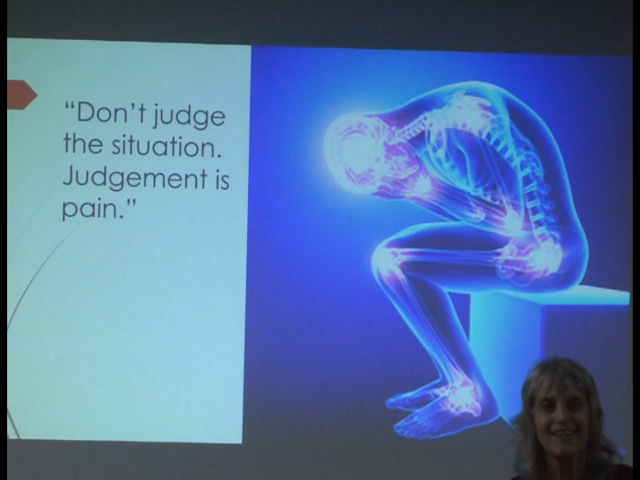 “Don’t judge
the situation.
Judgement is
pain.”